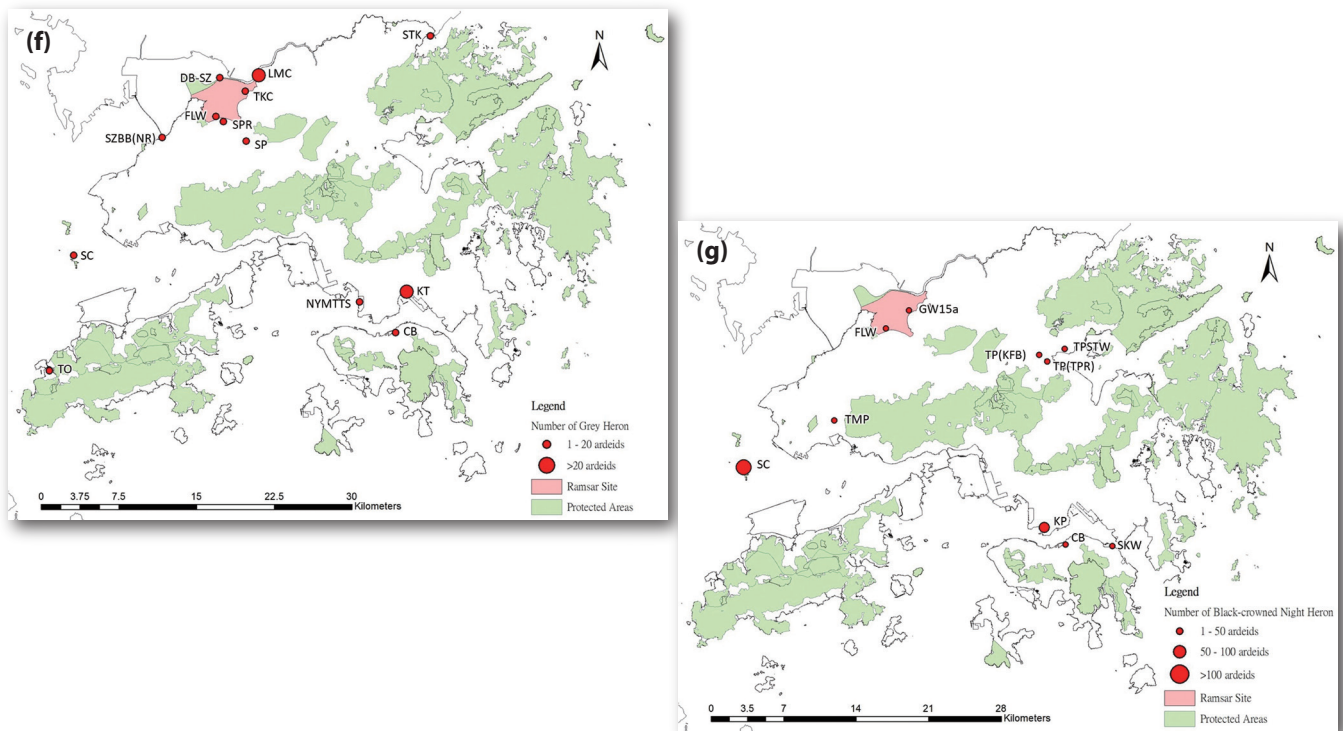 (f)
N
STK
DB-SZ
LMC
TKC
FLW
SPR
SZBB(NR)
SP
SC
KT
NYMTTS
CB
TO
Legend
Number of Grey Heron
1 - 20 ardeids
>20 ardeids
Ramsar Site
Protected Areas
0 3.75 7.5 15 22.5 30
Kilometers
(g)
N
GW15a
FLW
TPSTW
TP(KFB)
TP(TPR)
TMP
SC
KP
CB
SKW
Legend
Number of Black-crowned Night Heron
1 - 50 ardeids
50 - 100 ardeids
>100 ardeids
Ramsar Site
Protected Areas
0 3.5 7 14 21 28
Kilometers